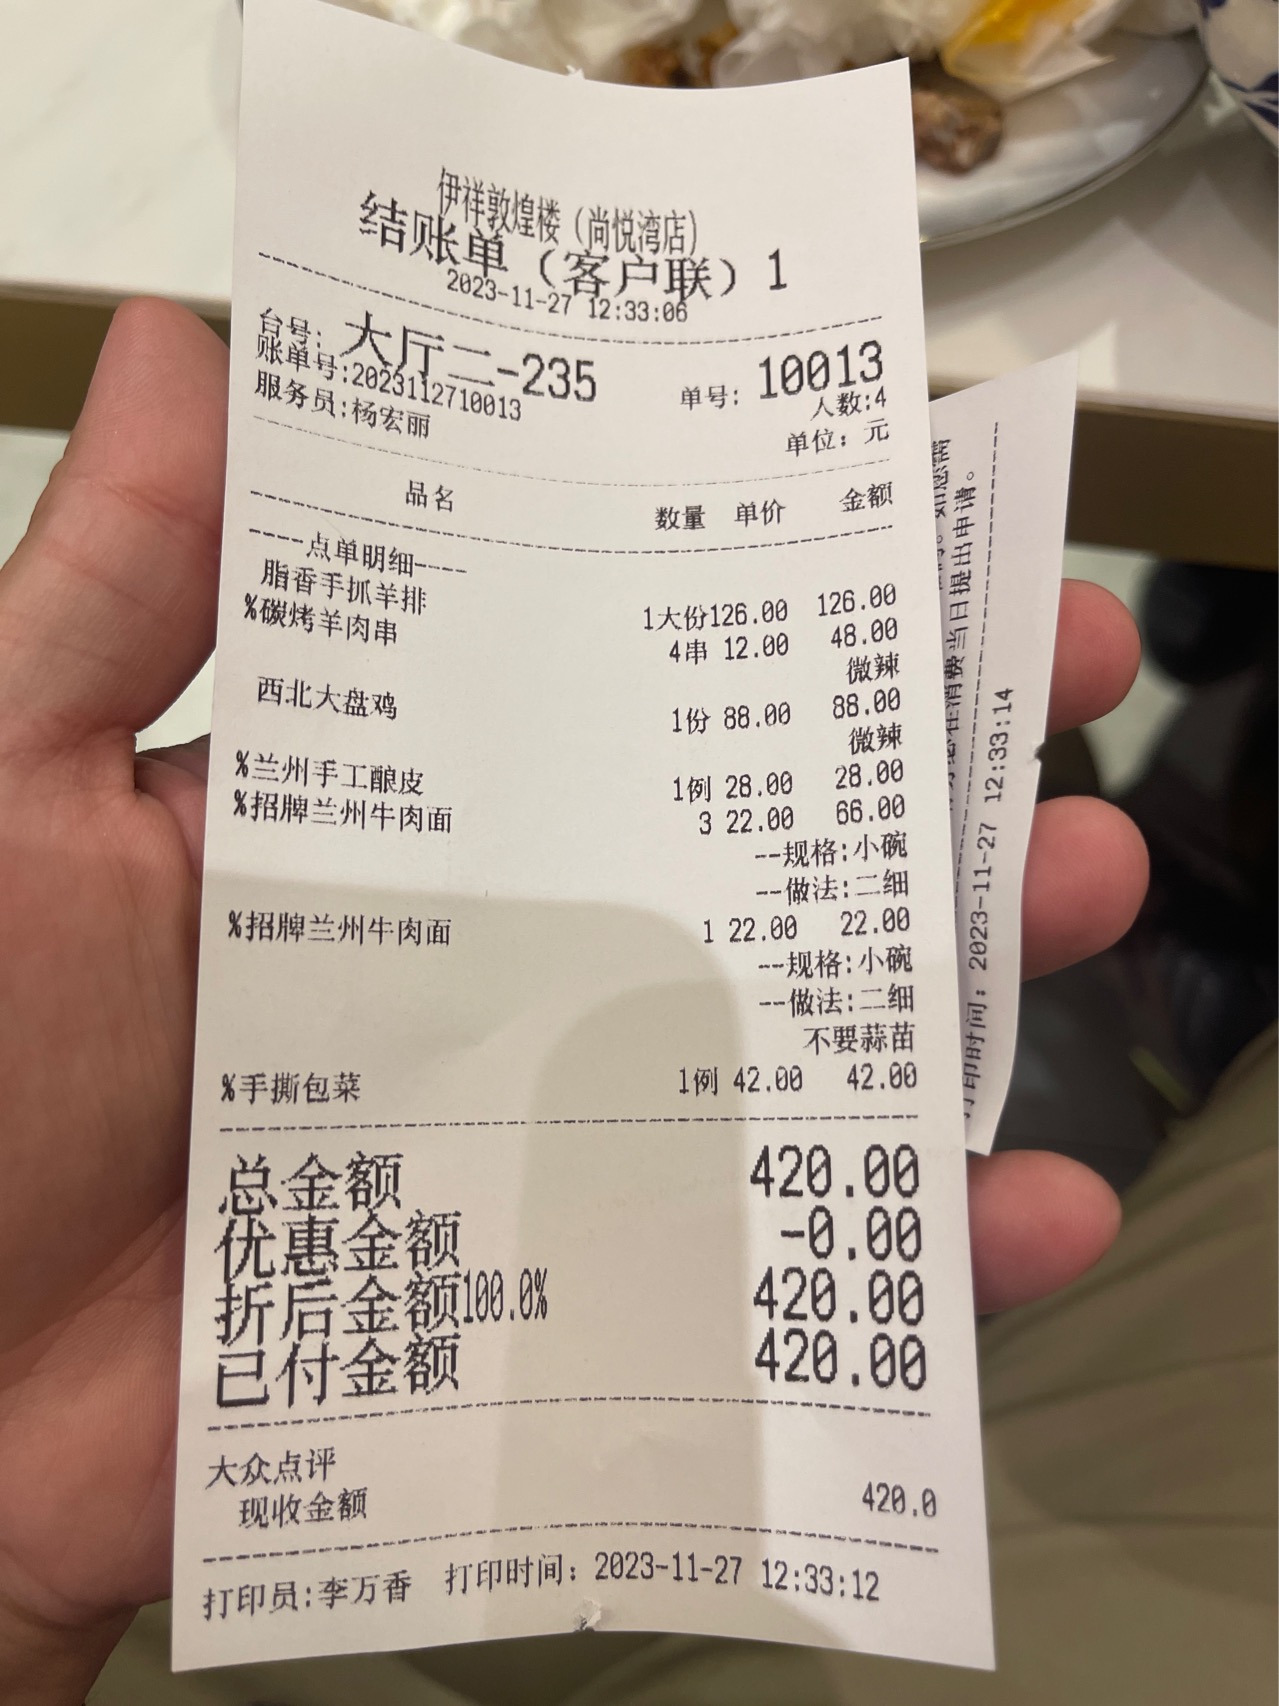 伊祥敦煌楼（尚悦湾店）
结账单（客户联）1
2023-11-27 12:33:06
台号：大厅二-235 单号：10013
账单号:2023112710013 人数:4
服务员:杨宏丽 单位：元
品名 数量 单价 金额
----点单明细----
脂香手抓羊排 1大份 126.00 126.00
%碳烤羊肉串 4串 12.00 48.00
微辣
西北大盘鸡 1份 88.00 88.00
微辣
%兰州手工酿皮 1例 28.00 28.00
%招牌兰州牛肉面 3 22.00 66.00
--规格:小碗
--做法:二细
%招牌兰州牛肉面 1 22.00 22.00
--规格:小碗
--做法:二细
不要蒜苗
%手撕包菜 1例 42.00 42.00
总金额 420.00
优惠金额 -0.00
折后金额100.0% 420.00
已付金额 420.00
大众点评
现收金额 420.0
打印员:李万香 打印时间：2023-11-27 12:33:12
在消费当日提出申请。
打印时间：2023-11-27 12:33:14